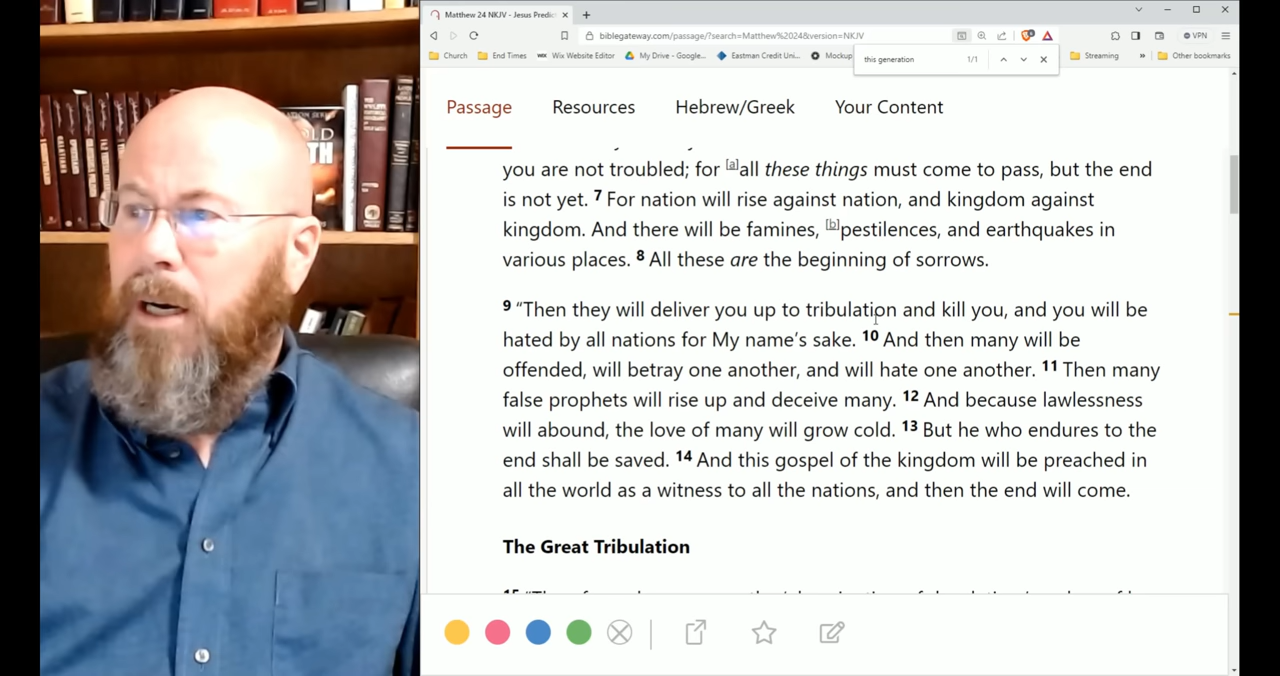 Matthew 24 NKJV - Jesus Predic
biblegateway.com/passage/?search=Matthew%2024&version=NKJV
VPN
Church
End Times
WIX Wix Editor
My Drive - Google...
Eastman Credit Uni...
Mockup
Streaming
Other bookmarks
this generation
1/1
Passage
Resources
Hebrew/Greek
Your Content
you are not troubled; for [a]all these things must come to pass, but the end
is not yet. 7 For nation will rise against nation, and kingdom against
kingdom. And there will be famines, [b]pestilences, and earthquakes in
various places. 8 All these are the beginning of sorrows.
9 “Then they will deliver you up to tribulation and kill you, and you will be
hated by all nations for My name’s sake. 10 And then many will be
offended, will betray one another, and will hate one another. 11 Then many
false prophets will rise up and deceive many. 12 And because lawlessness
will abound, the love of many will grow cold. 13 But he who endures to the
end shall be saved. 14 And this gospel of the kingdom will be preached in
all the world as a witness to all the nations, and then the end will come.
The Great Tribulation